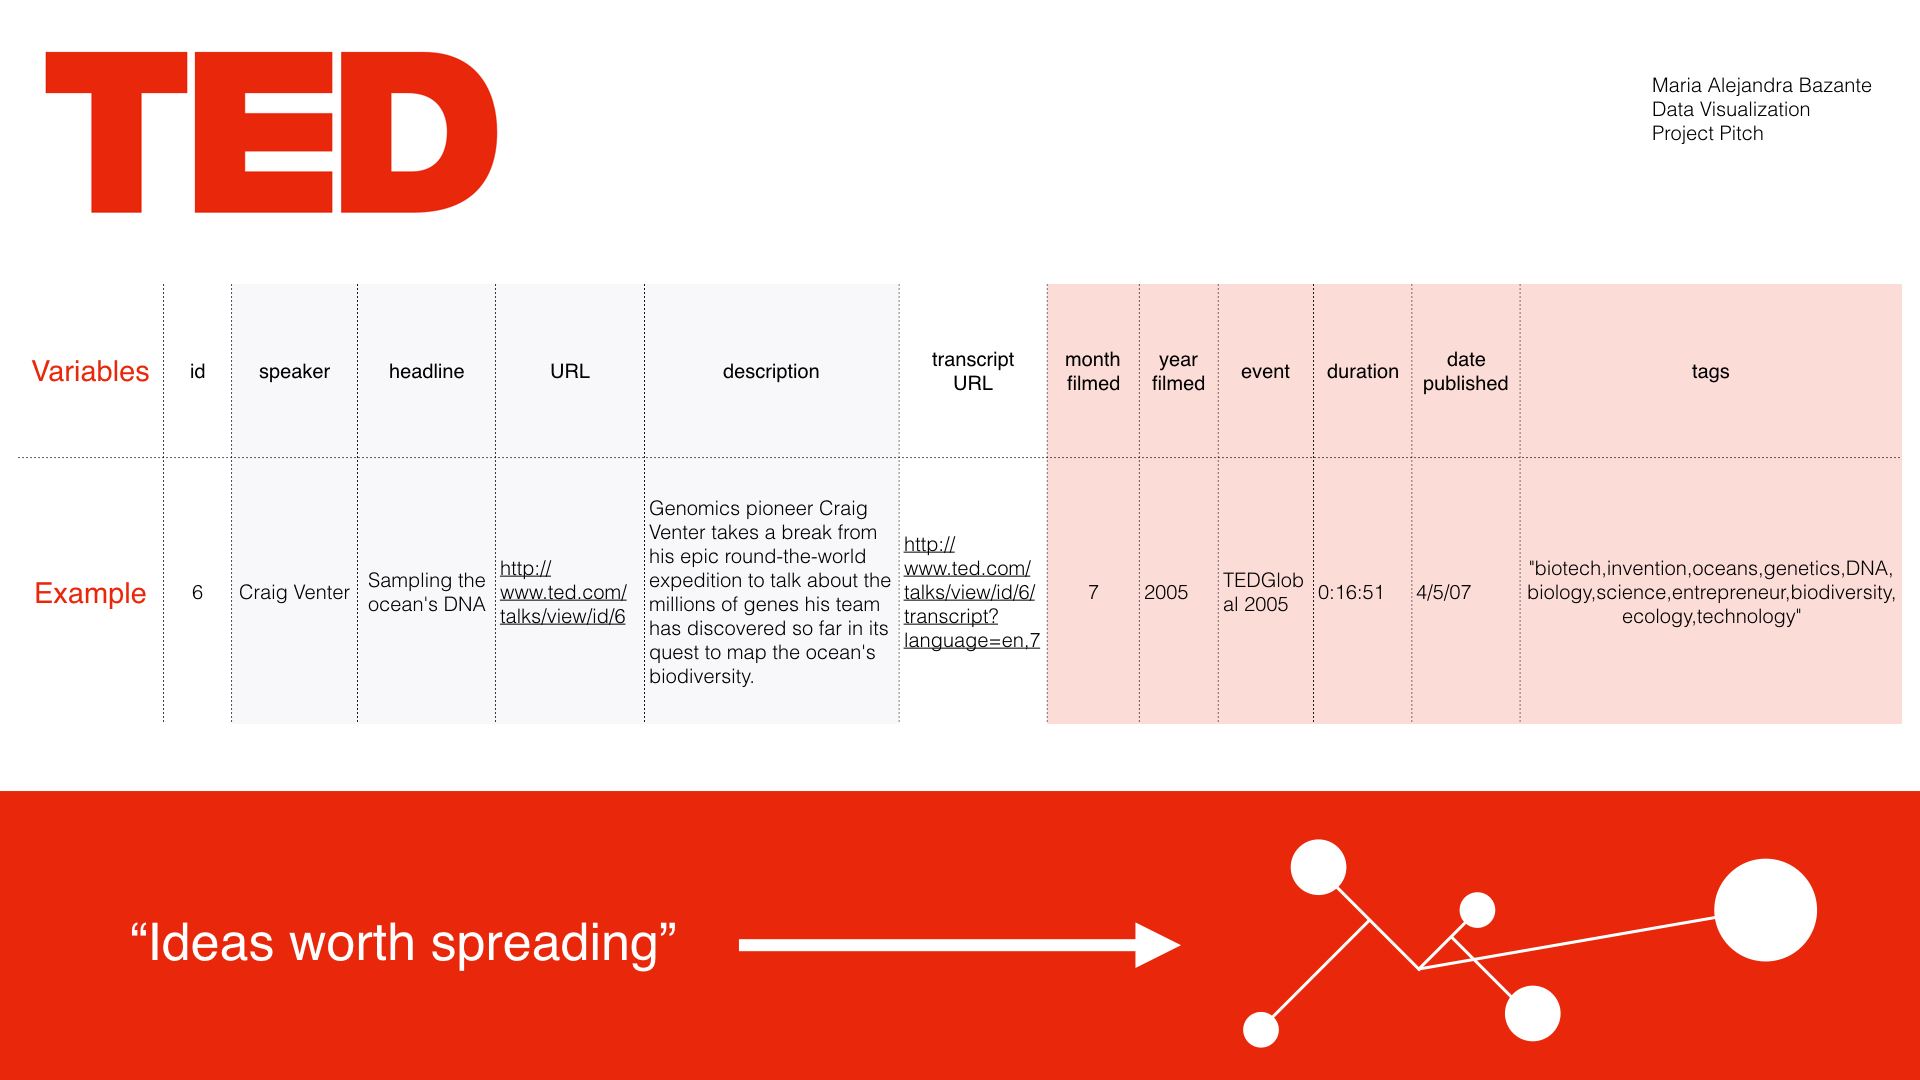 TED
Maria Alejandra Bazante
Data Visualization
Project Pitch
Variables
id
speaker
headline
URL
description
transcript
URL
month
filmed
year
filmed
event
duration
date
published
tags
Example
6
Craig Venter
Sampling the
ocean's DNA
http://
www.ted.com/
talks/view/id/6
Genomics pioneer Craig
Venter takes a break from
his epic round-the-world
expedition to talk about the
millions of genes his team
has discovered so far in its
quest to map the ocean's
biodiversity.
http://
www.ted.com/
talks/view/id/6/
transcript?
language=en,7
7
2005
TEDGlob
al 2005
0:16:51
4/5/07
"biotech,invention,oceans,genetics,DNA,
biology,science,entrepreneur,biodiversity,
ecology,technology"
“Ideas worth spreading”